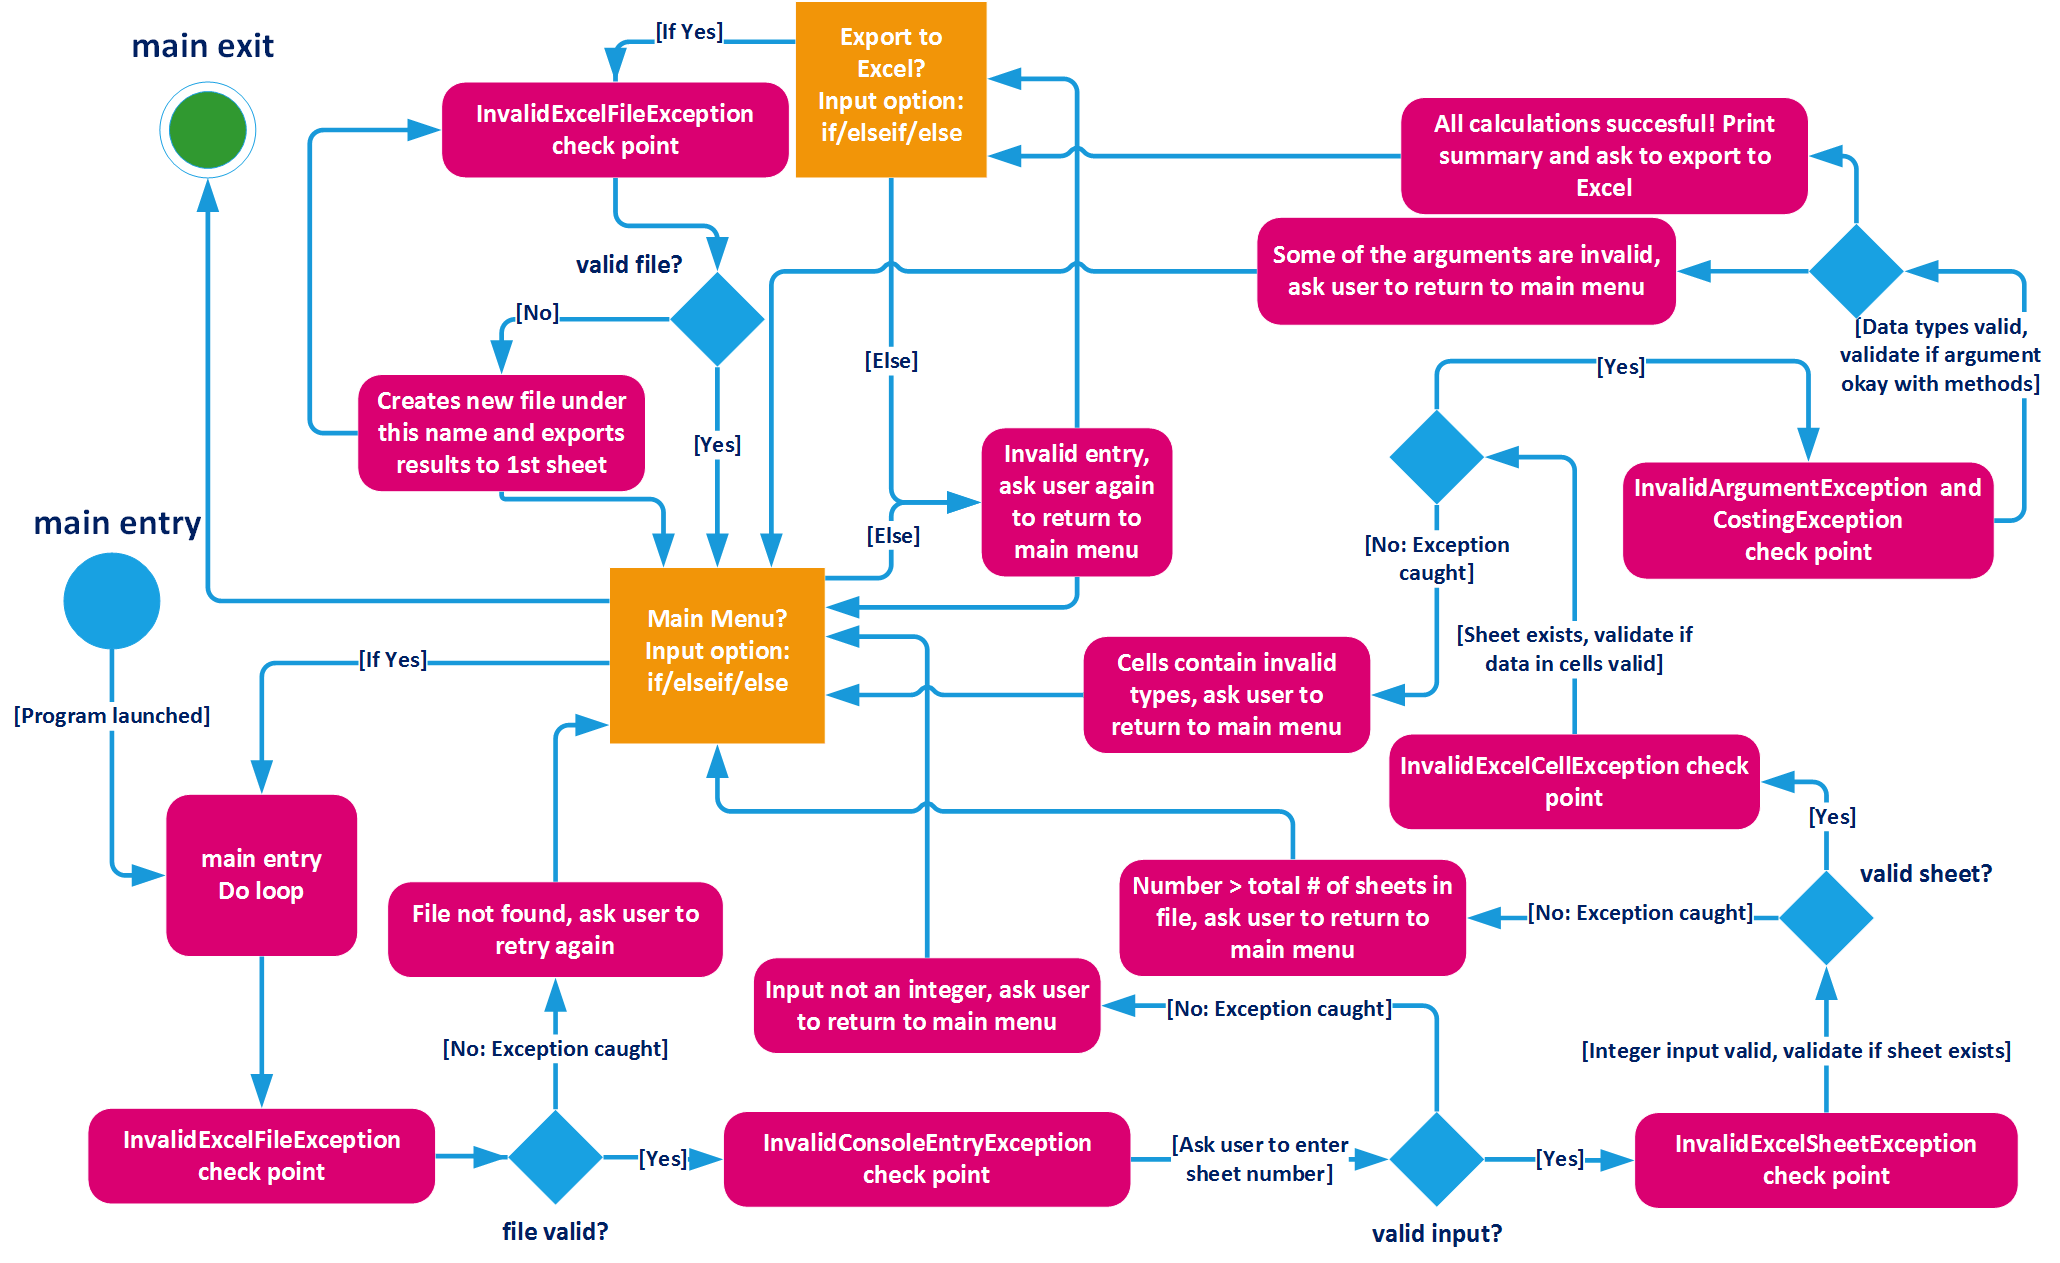 main exit
[If Yes]
Export to
Excel?
Input option:
if/elseif/else
InvalidExcelFileException
check point
All calculations succesful! Print
summary and ask to export to
Excel
valid file?
Some of the arguments are invalid,
ask user to return to main menu
[No]
[Data types valid,
validate if argument
okay with methods]
[Else]
[Yes]
Creates new file under
this name and exports
results to 1st sheet
[Yes]
Invalid entry,
ask user again
to return to
main menu
InvalidArgumentException and
CostingException
check point
main entry
[Else]
[No: Exception
caught]
Main Menu?
Input option:
if/elseif/else
[Sheet exists, validate if
data in cells valid]
[If Yes]
Cells contain invalid
types, ask user to
return to main menu
[Program launched]
InvalidExcelCellException check
point
[Yes]
main entry
Do loop
valid sheet?
File not found, ask user to
retry again
Number > total # of sheets in
file, ask user to return to
main menu
[No: Exception caught]
Input not an integer, ask user
to return to main menu
[No: Exception caught]
[No: Exception caught]
[Integer input valid, validate if sheet exists]
InvalidExcelFileException
check point
[Yes]
InvalidConsoleEntryException
check point
[Ask user to enter
sheet number]
[Yes]
InvalidExcelSheetException
check point
file valid?
valid input?